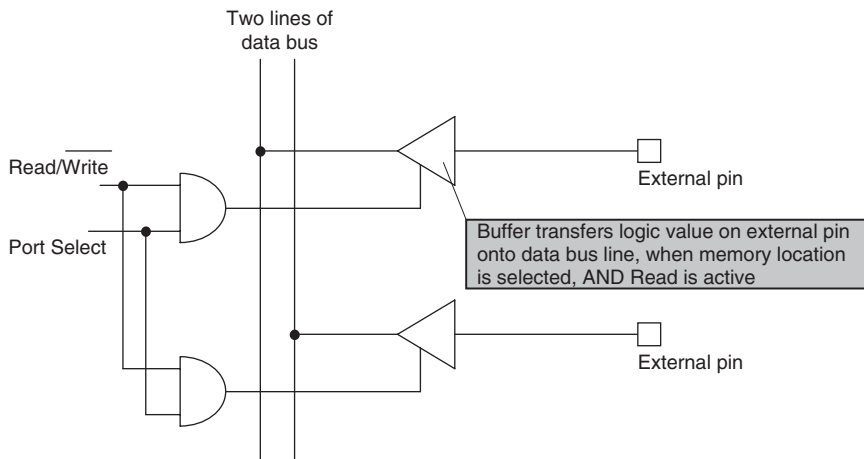 Two lines of
data bus
Read/Write
Port Select
External pin
Buffer transfers logic value on external pin
onto data bus line, when memory location
is selected, AND Read is active
External pin